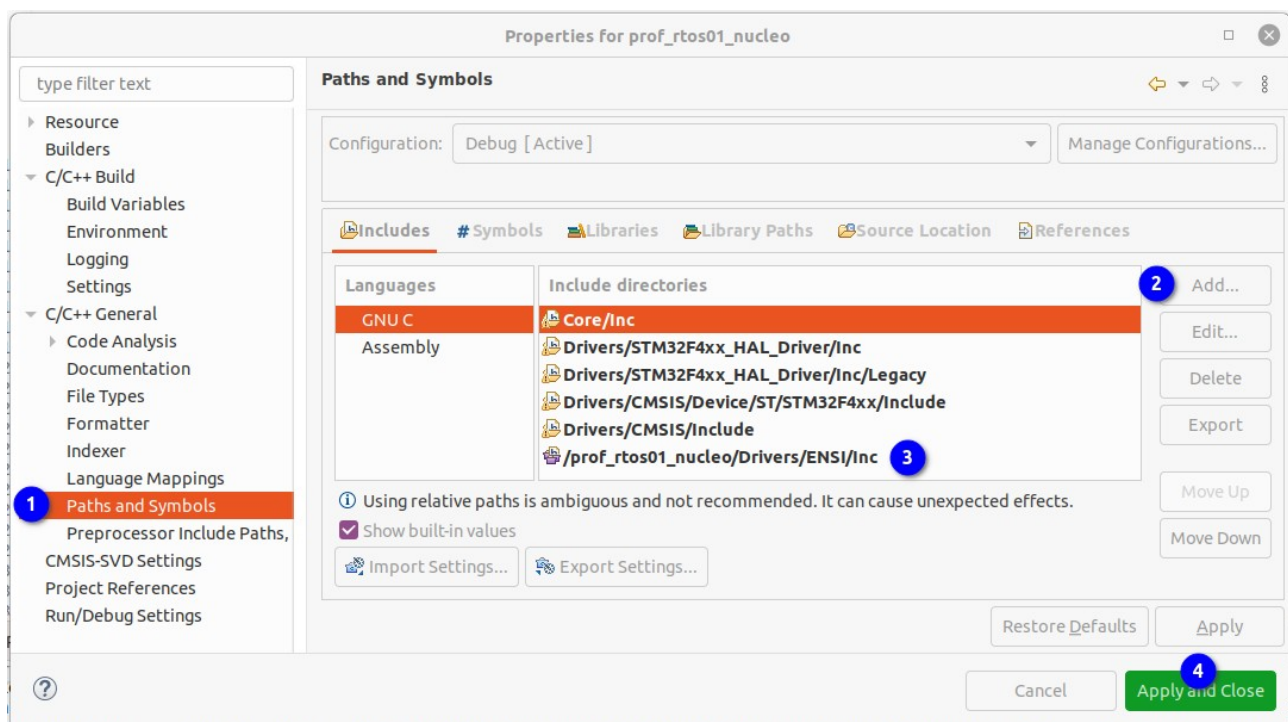 Properties for prof_rtos01_nucleo
type filter text
Resource
Builders
C/C++ Build
Build Variables
Environment
Logging
Settings
C/C++ General
Code Analysis
Documentation
File Types
Formatter
Indexer
Language Mappings
1 Paths and Symbols
Preprocessor Include Paths,
CMSIS-SVD Settings
Project References
Run/Debug Settings
Paths and Symbols
Configuration: Debug [Active] Manage Configurations...
Includes # Symbols Libraries Library Paths Source Location References
Languages
GNU C
Assembly
Include directories
Core/Inc
Drivers/STM32F4xx_HAL_Driver/Inc
Drivers/STM32F4xx_HAL_Driver/Inc/Legacy
Drivers/CMSIS/Device/ST/STM32F4xx/Include
Drivers/CMSIS/Include
/prof_rtos01_nucleo/Drivers/ENSI/Inc 3
2 Add...
Edit...
Delete
Export
Move Up
Move Down
Using relative paths is ambiguous and not recommended. It can cause unexpected effects.
Show built-in values
Import Settings... Export Settings...
Restore Defaults Apply
4
Cancel Apply and Close